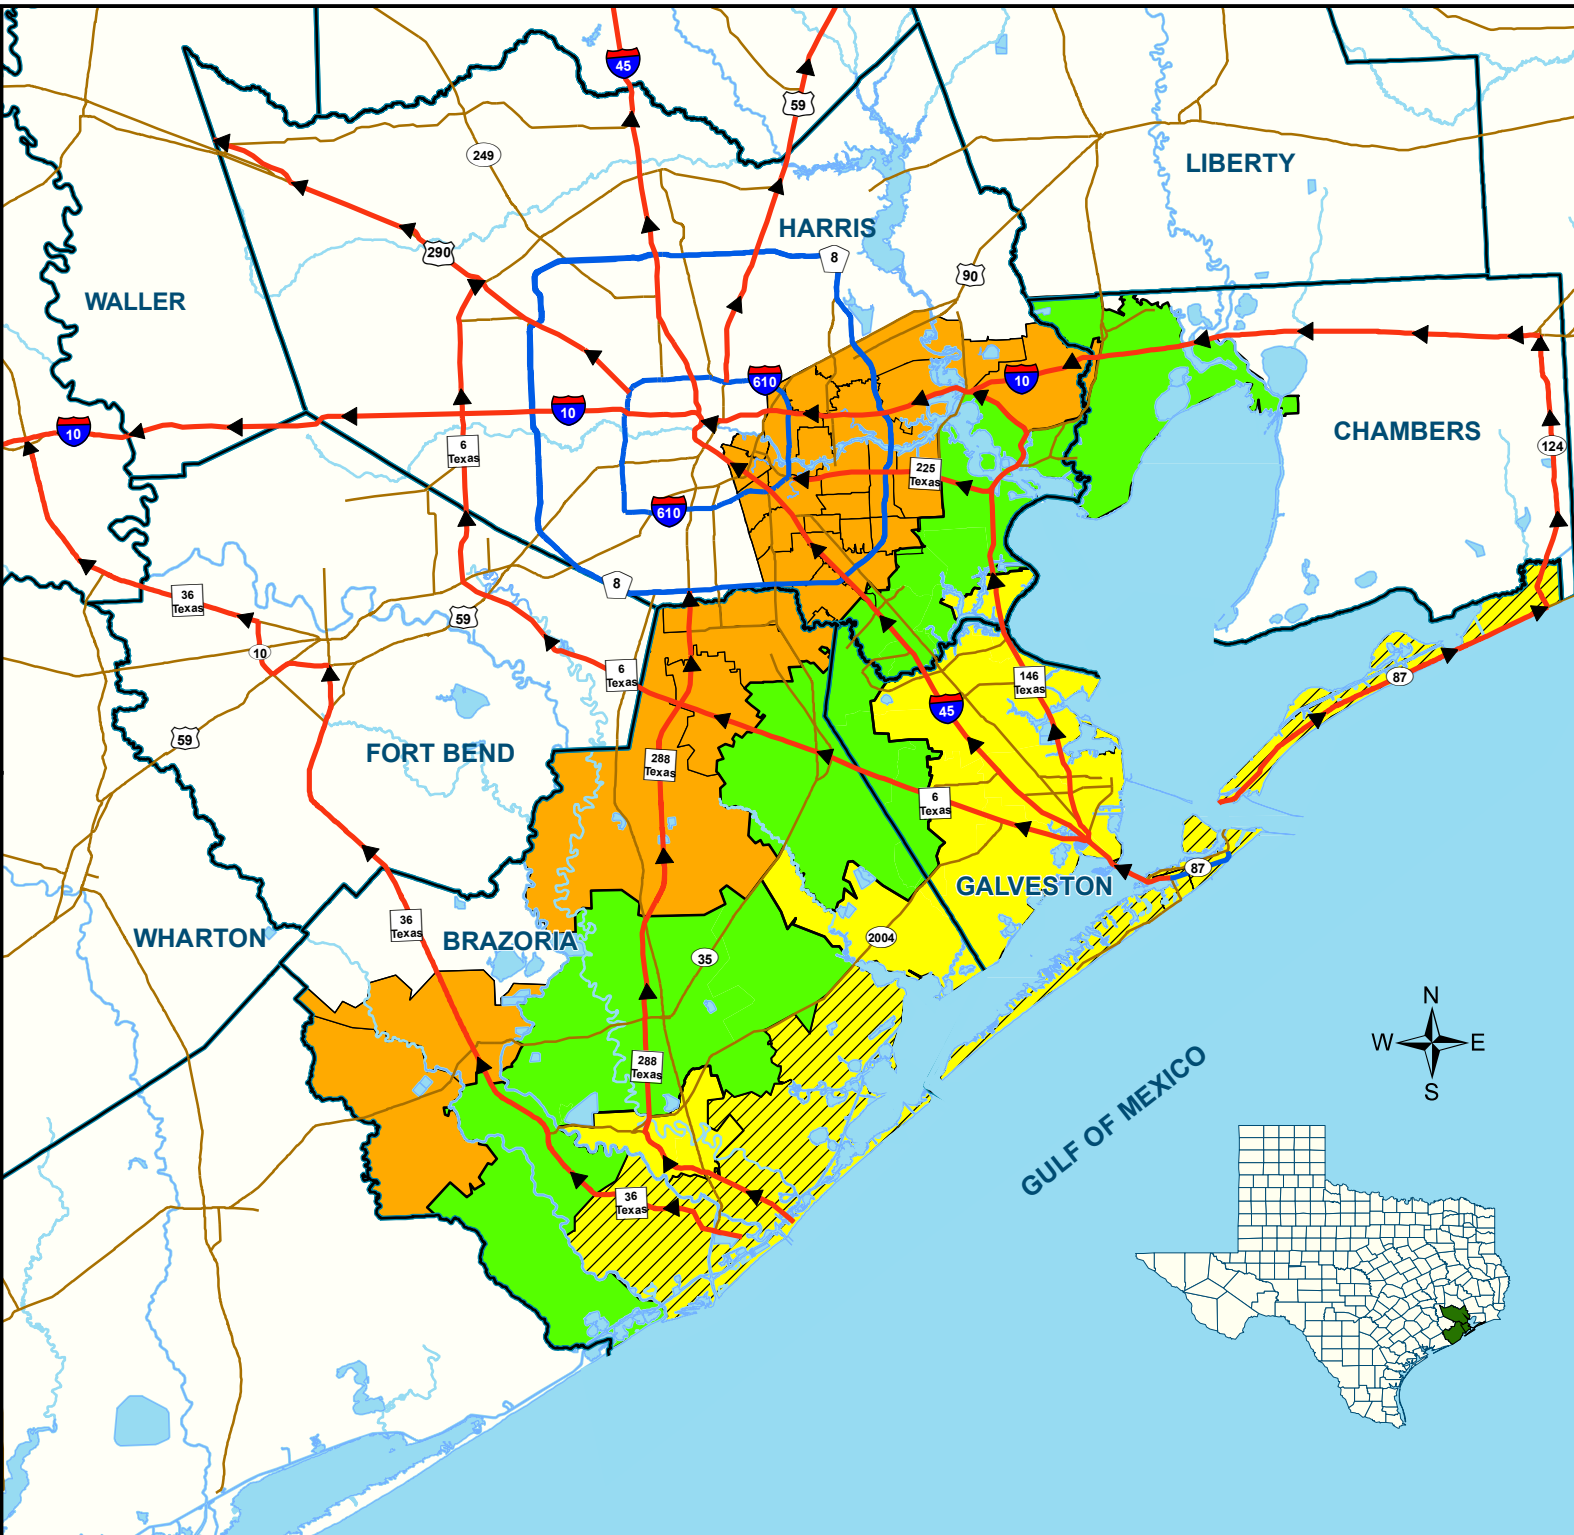 45
59
249
LIBERTY
HARRIS
290
8
90
WALLER
610
10
10
10
CHAMBERS
6
Texas
225
Texas
124
610
8
36
Texas
59
10
6
Texas
146
Texas
87
45
59
FORT BEND
288
Texas
6
Texas
87
GALVESTON
36
Texas
WHARTON
BRAZORIA
2004
35
N
W
E
S
288
Texas
GULF OF MEXICO
36
Texas